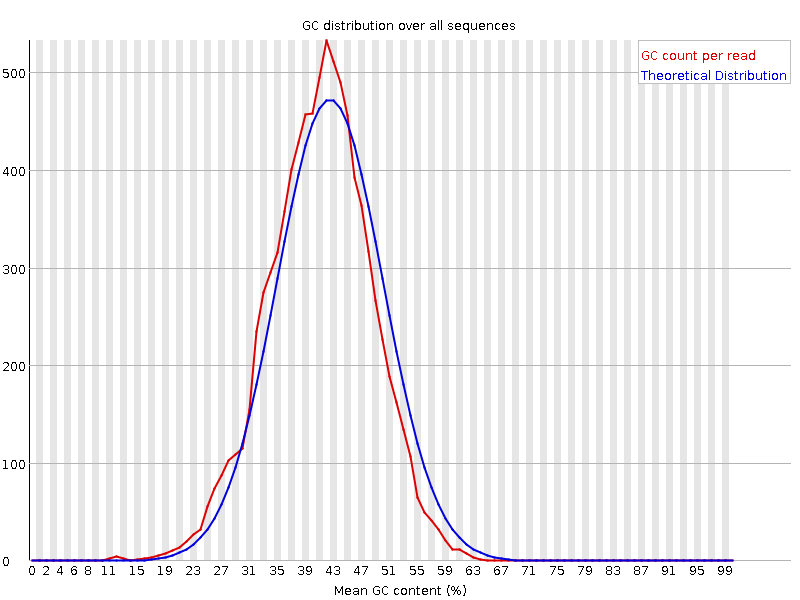 GC distribution over all sequences
GC count per read
Theoretical Distribution
500
400
300
200
100
0
0 2 4 6 8 11 15 19 23 27 31 35 39 43 47 51 55 59 63 67 71 75 79 83 87 91 95 99
Mean GC content (%)